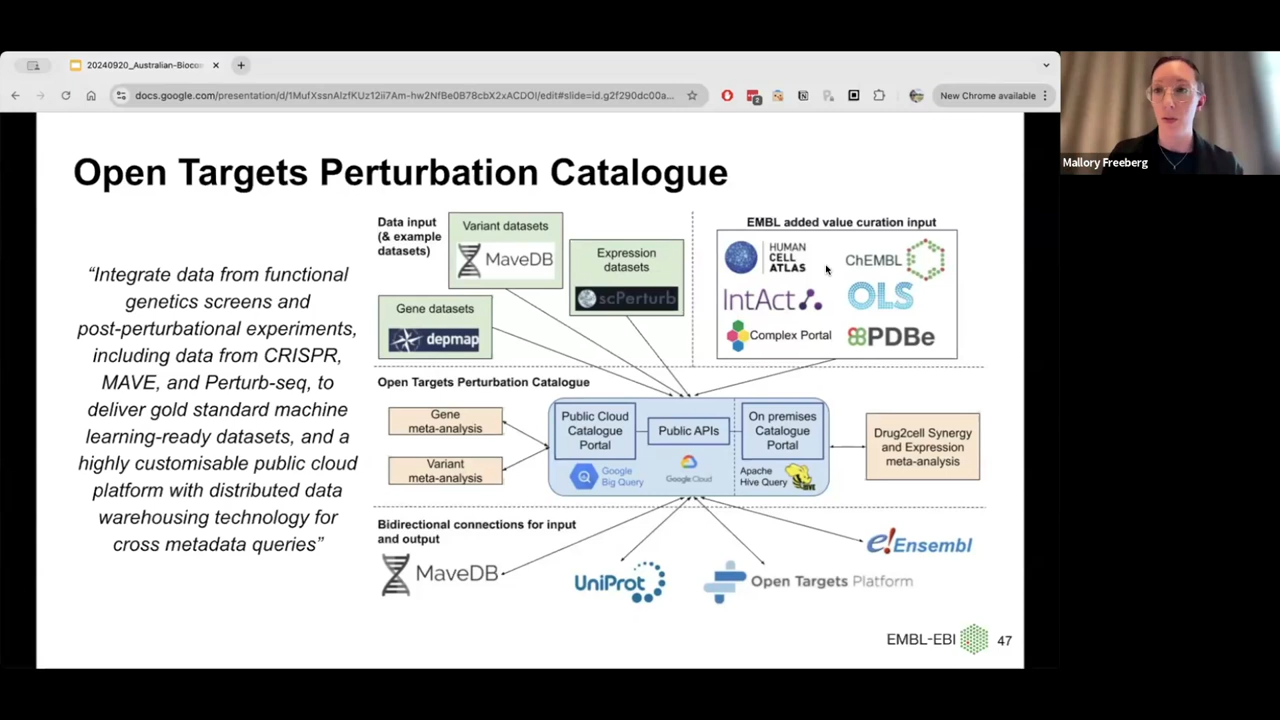 20240920_Australian-Bioco
docs.google.com/presentation/d/1MufXssnAlzfKUz12ii7Am-hw2NfBe0B78cbX2xACDOI/edit#slide=id.g2f290dc00a...
New Chrome available
Mallory Freeberg
Open Targets Perturbation Catalogue
“Integrate data from functional
genetics screens and
post-perturbational experiments,
including data from CRISPR,
MAVE, and Perturb-seq, to
deliver gold standard machine
learning-ready datasets, and a
highly customisable public cloud
platform with distributed data
warehousing technology for
cross metadata queries”
Data input
(& example
datasets)
Variant datasets
MaveDB
Expression
datasets
scPerturb
Gene datasets
depmap
EMBL added value curation input
HUMAN
CELL
ATLAS
ChEMBL
IntAct
OLS
Complex Portal
PDBe
Open Targets Perturbation Catalogue
Gene
meta-analysis
Variant
meta-analysis
Public Cloud
Catalogue
Portal
Google
Big Query
Public APIs
Google Cloud
On premises
Catalogue
Portal
Apache
Hive Query
HIVE
Drug2cell Synergy
and Expression
meta-analysis
Bidirectional connections for input
and output
MaveDB
UniProt
Open Targets Platform
e!Ensembl
EMBL-EBI
47